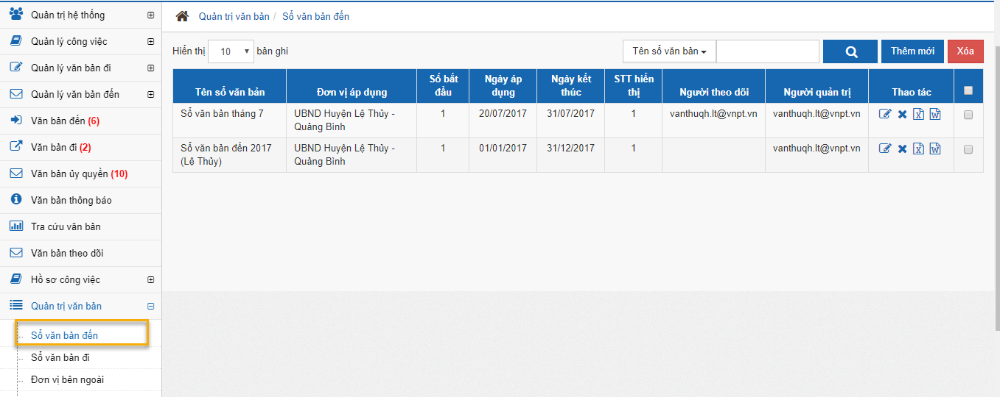 Quản trị hệ thống
Quản lý công việc
Quản lý văn bản đi
Quản lý văn bản đến
Văn bản đến (6)
Văn bản đi (2)
Văn bản ủy quyền (10)
Văn bản thông báo
Tra cứu văn bản
Văn bản theo dõi
Hồ sơ công việc
Quản trị văn bản
Sổ văn bản đến
Sổ văn bản đi
Đơn vị bên ngoài
Quản trị văn bản / Sổ văn bản đến
Hiển thị 10 bản ghi Tên sổ văn bản Thêm mới Xóa
Tên sổ văn bản Đơn vị áp dụng Số bắt đầu Ngày áp dụng Ngày kết thúc STT hiển thị Người theo dõi Người quản trị Thao tác
Sổ văn bản tháng 7 UBND Huyện Lệ Thủy - 1 20/07/2017 31/07/2017 1 vanthuqh.lt@vnpt.vn vanthuqh.lt@vnpt.vn
Quảng Bình
Sổ văn bản đến 2017 UBND Huyện Lệ Thủy - 1 01/01/2017 31/12/2017 1 vanthuqh.lt@vnpt.vn
(Lệ Thủy) Quảng Bình